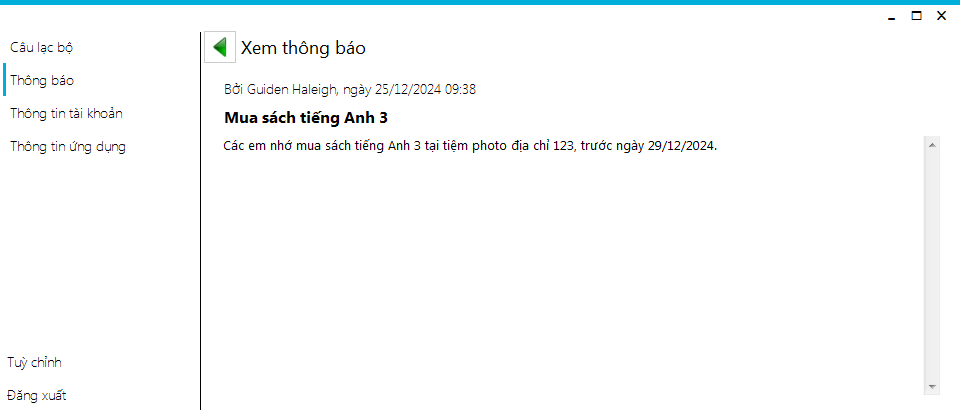 Câu lạc bộ
Thông báo
Thông tin tài khoản
Thông tin ứng dụng
Tuỳ chỉnh
Đăng xuất
Xem thông báo
Bởi Guiden Haleigh, ngày 25/12/2024 09:38
Mua sách tiếng Anh 3
Các em nhớ mua sách tiếng Anh 3 tại tiệm photo địa chỉ 123, trước ngày 29/12/2024.